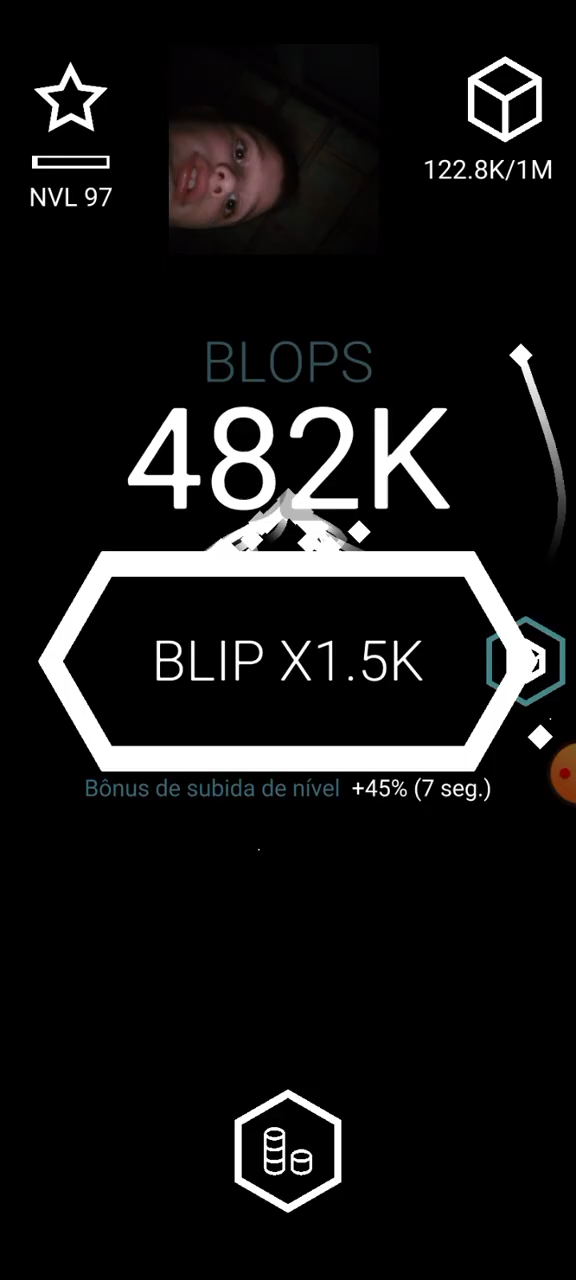 NVL 97
122.8K/1M
BLOPS
482K
BLIP X1.5K
Bônus de subida de nível +45% (7 seg.)